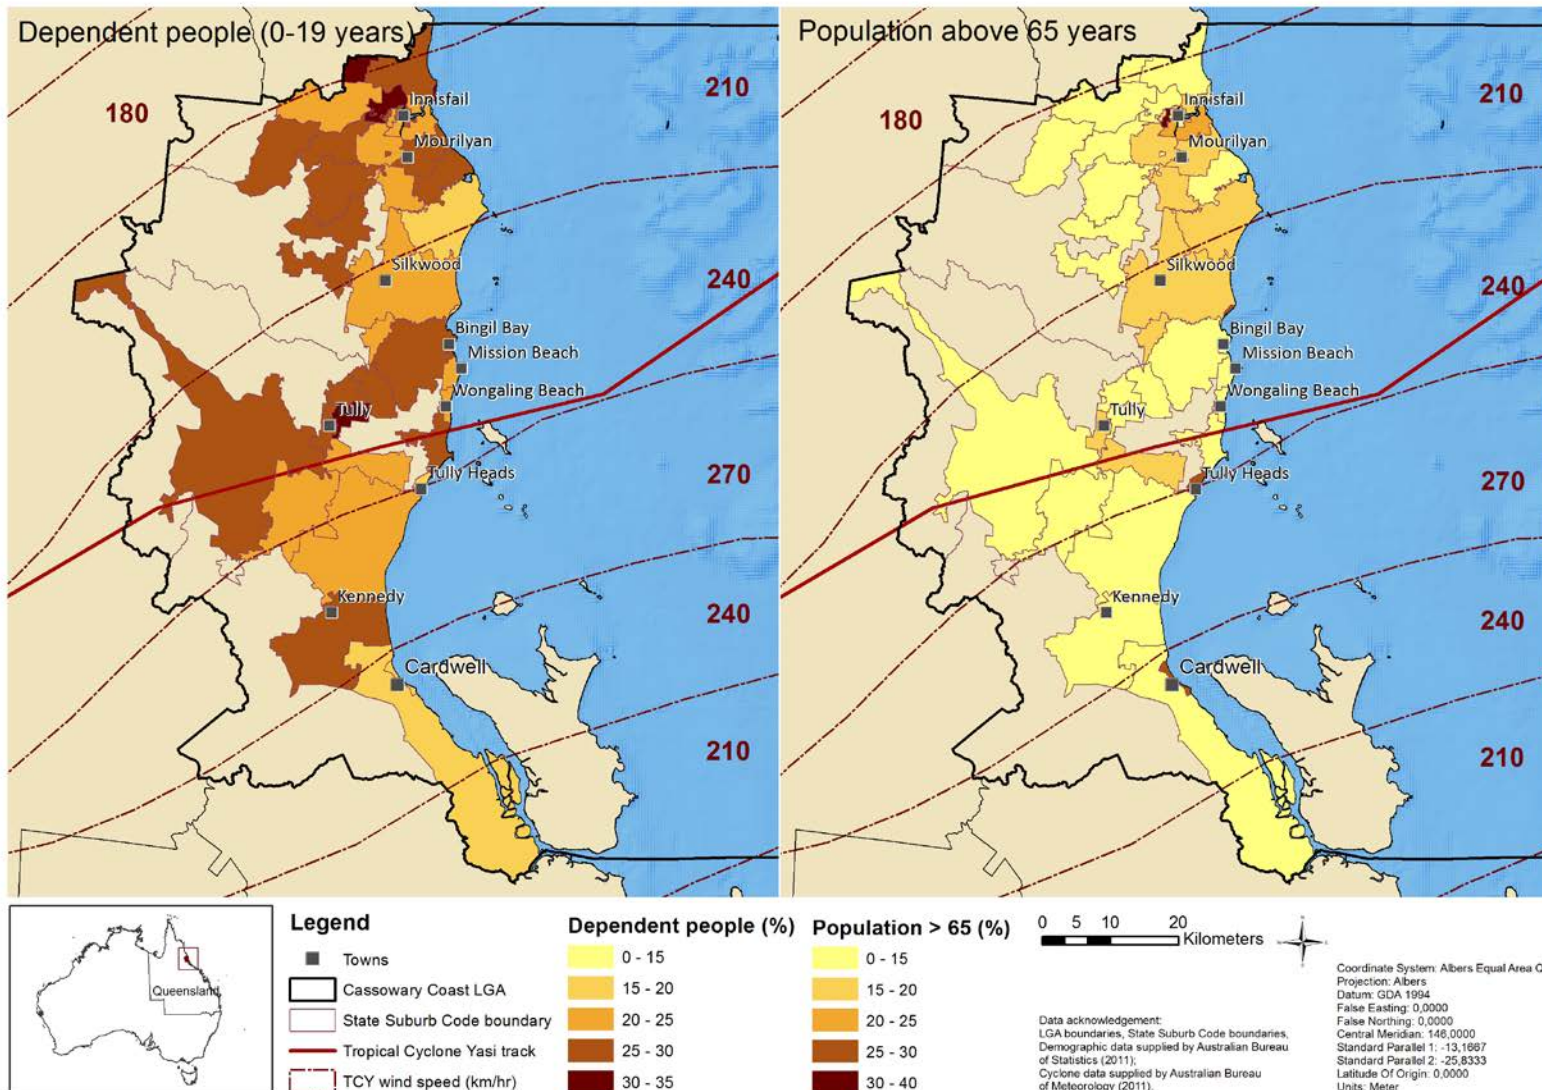 Dependent people (0-19 years)
180
210
Innisfail
Mourilyan
240
Silkwood
Bingil Bay
Mission Beach
Wongaling Beach
Tully
270
Tully Heads
Kennedy
240
Cardwell
210
Population above 65 years
180
210
Innisfail
Mourilyan
240
Silkwood
Bingil Bay
Mission Beach
Wongaling Beach
Tully
270
Tully Heads
Kennedy
240
Cardwell
210
Queensland
Legend
Towns
Cassowary Coast LGA
State Suburb Code boundary
Tropical Cyclone Yasi track
TCY wind speed (km/hr)
Dependent people (%)
0 - 15
15 - 20
20 - 25
25 - 30
30 - 35
Population > 65 (%)
0 - 15
15 - 20
20 - 25
25 - 30
30 - 40
0 5 10 20
Kilometers
Data acknowledgement:
LGA boundaries, State Suburb Code boundaries,
Demographic data supplied by Australian Bureau
of Statistics (2011);
Cyclone data supplied by Australian Bureau
of Meteorology (2011).
Coordinate System: Albers Equal Area Q
Projection: Albers
Datum: GDA 1994
False Easting: 0,0000
False Northing: 0,0000
Central Meridian: 146,0000
Standard Parallel 1: -13,1667
Standard Parallel 2: -25,8333
Latitude Of Origin: 0,0000
Units: Meter